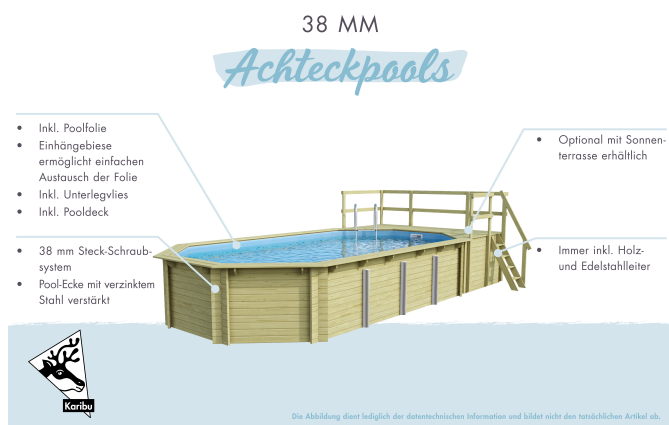 38 MM
Achteckpools
• Inkl. Poolfolie
• Einhängebiese
ermöglicht einfachen
Austausch der Folie
• Inkl. Unterlegvlies
• Inkl. Pooldeck
• 38 mm Steck-Schraub-
system
• Pool-Ecke mit verzinktem
Stahl verstärkt
• Optional mit Sonnen-
terrasse erhältlich
• Immer inkl. Holz-
und Edelstahlleiter
Karibu
Die Abbildung dient lediglich der datentechnischen Information und bildet nicht den tatsächlichen Artikel ab.